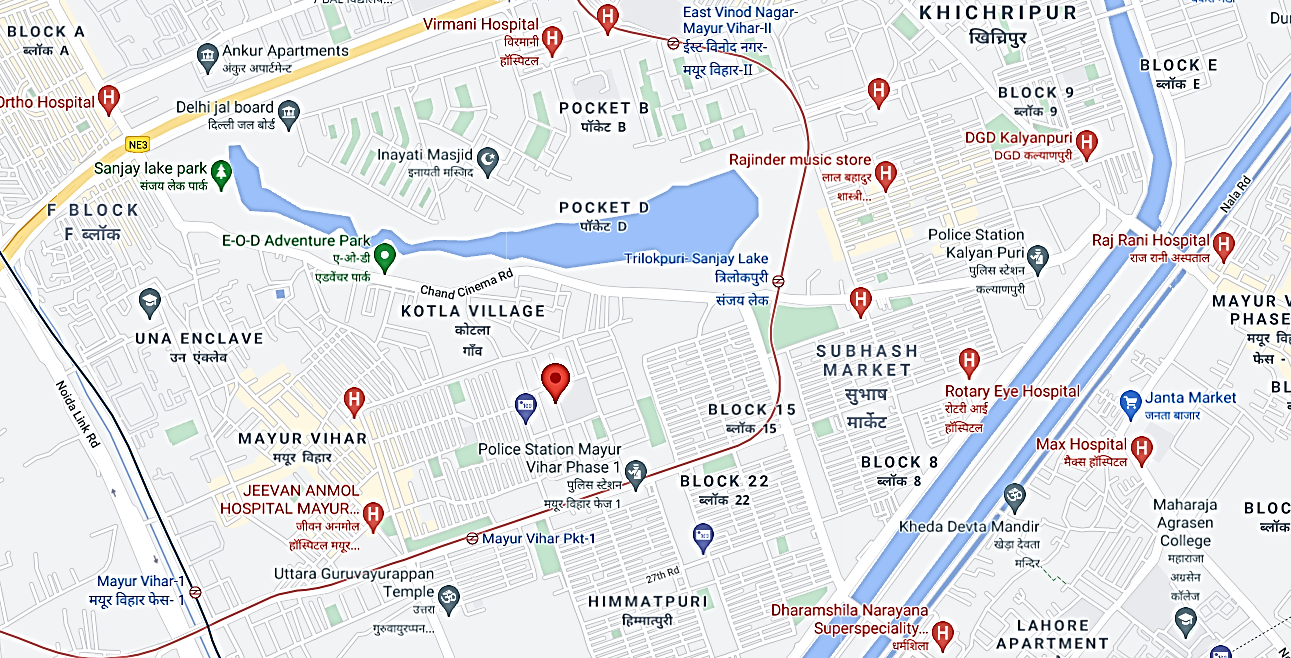 BLOCK A
ब्लॉक A
Ankur Apartments
अंकुर अपार्टमेन्ट
Virmani Hospital
विरमानी
हॉस्पिटल
East Vinod Nagar-
Mayur Vihar-II
ईस्ट-विनोद नगर-
मयूर विहार-II
KHICHRIPUR
खिच्रिपुर
BLOCK E
ब्लॉक E
Ortho Hospital
Delhi jal board
दिल्ली जल बोर्ड
POCKET B
पॉकेट B
BLOCK 9
ब्लॉक 9
NE3
DGD Kalyanpuri
DGD कल्याणपुरी
Sanjay lake park
संजय लेक पार्क
Inayati Masjid
इनायती मस्जिद
Rajinder music store
लाल बहादुर
शास्त्री...
Nala Rd
F BLOCK
F ब्लॉक
POCKET D
पॉकेट D
E-O-D Adventure Park
ए-ओ-डी
एडवेंचर पार्क
Trilokpuri- Sanjay Lake
त्रिलोकपुरी
संजय लेक
Police Station
Kalyan Puri
पुलिस स्टेशन
कल्याणपुरी
Raj Rani Hospital
राज रानी अस्पताल
Chand Cinema Rd
KOTLA VILLAGE
कोटला
गाँव
MAYUR V
PHASE
मयूर वि
फेस -
UNA ENCLAVE
उन एंक्लेव
SUBHASH
MARKET
सुभाष
मार्केट
Rotary Eye Hospital
रोटरी आई
हॉस्पिटल
Janta Market
जनता बाजार
Noida Link Rd
BLOCK 15
ब्लॉक 15
MAYUR VIHAR
मयूर विहार
Police Station Mayur
Vihar Phase 1
पुलिस स्टेशन
मयूर-विहार फेज 1
Max Hospital
मैक्स हॉस्पिटल
BLOCK 8
ब्लॉक 8
BLOCK 22
ब्लॉक 22
JEEVAN ANMOL
HOSPITAL MAYUR...
जीवन अनमोल
हॉस्पिटल मयूर...
Kheda Devta Mandir
खेड़ा देवता
मन्दिर
Maharaja
Agrasen
College
महाराजा
अग्रसेन
कॉलेज
BLOC
ब्लॉक
Mayur Vihar Pkt-1
Mayur Vihar-1
मयूर विहार फेस- 1
Uttara Guruvayurappan
Temple
उत्तरा
गुरुवायुरप्पन...
27th Rd
HIMMATPURI
हिम्मात्पुरी
Dharamshila Narayana
Superspeciality...
धर्मशिला
LAHORE
APARTMENT